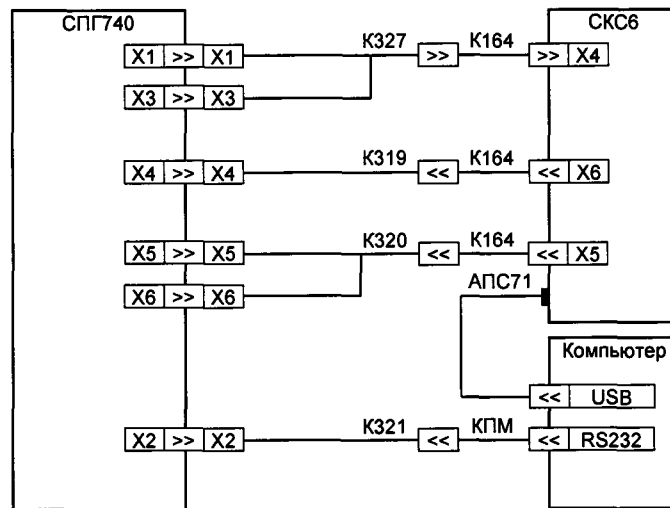 СПГ740
СКС6
X1 >> X1
К327
>>
К164
>> X4
X3 >> X3
X4 >> X4
К319
<<
К164
<< X6
X5 >> X5
К320
<<
К164
<< X5
X6 >> X6
АПС71
Компьютер
<< USB
X2 >> X2
К321
<<
КПМ
<< RS232